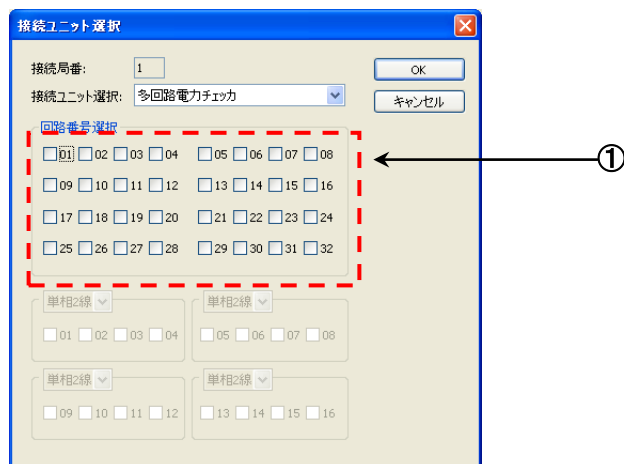 接続ユニット選択
接続局番: 1
OK
接続ユニット選択: 多回路電力チェッカ
キャンセル
回路番号選択
01 02 03 04 05 06 07 08
①
09 10 11 12 13 14 15 16
17 18 19 20 21 22 23 24
25 26 27 28 29 30 31 32
単相2線 単相2線
01 02 03 04 05 06 07 08
単相2線 単相2線
09 10 11 12 13 14 15 16